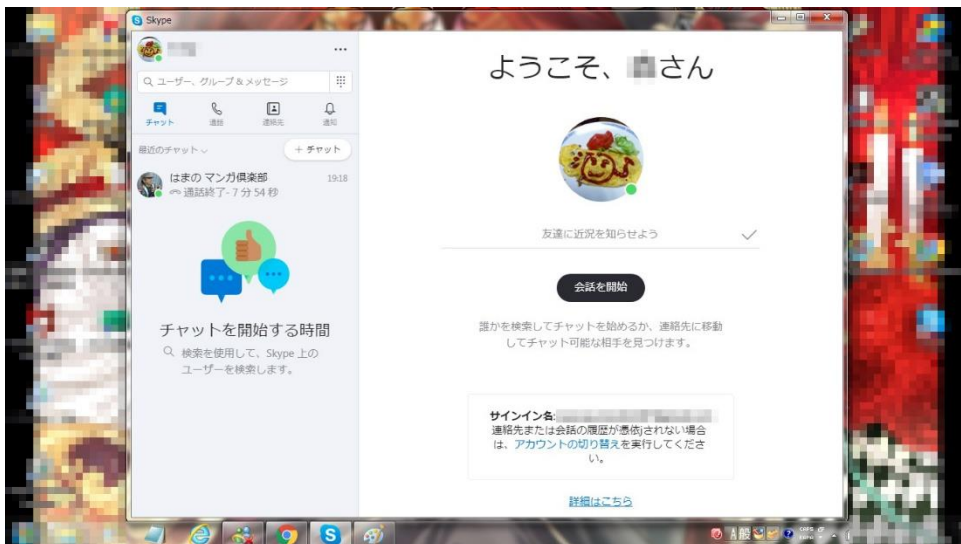 Skype
ユーザー、グループ & メッセージ
チャット
通話
連絡先
通知
最近のチャット
+ チャット
はまの マンガ倶楽部
19:18
通話終了 - 7 分 54 秒
チャットを開始する時間
検索を使用して、Skype 上の
ユーザーを検索します。
ようこそ、
さん
友達に近況を知らせよう
会話を開始
誰かを検索してチャットを始めるか、連絡先に移動
してチャット可能な相手を見つけます。
サインイン名:
連絡先または会話の履歴が憑依されない場合
は、アカウントの切り替えを実行してくださ
い。
詳細はこちら
A 般
CAPS
KANA